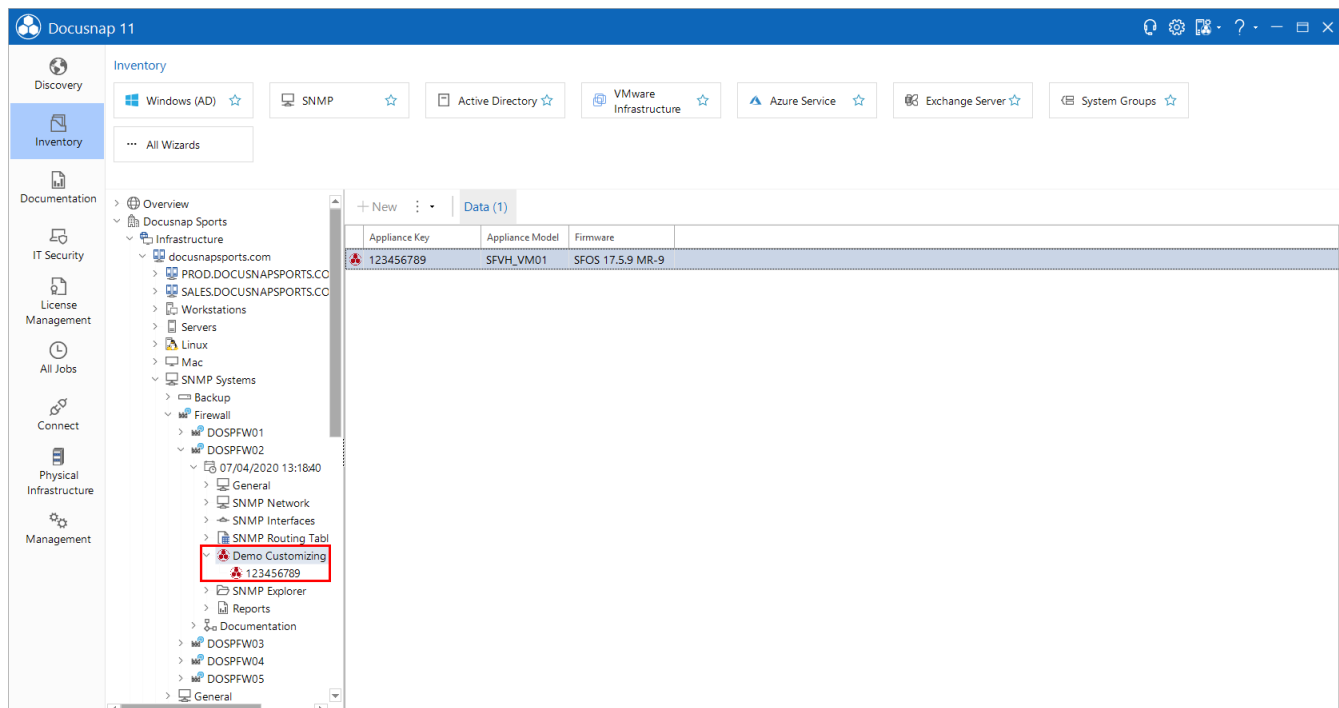 Docusnap 11
Discovery
Inventory
Documentation
IT Security
License
Management
All Jobs
Connect
Physical
Infrastructure
Management
Inventory
Windows (AD)
SNMP
Active Directory
VMware
Infrastructure
Azure Service
Exchange Server
System Groups
All Wizards
Overview
Docusnap Sports
Infrastructure
docusnapsports.com
PROD.DOCUSNAPSPORTS.CO
SALES.DOCUSNAPSPORTS.CO
Workstations
Servers
Linux
Mac
SNMP Systems
Backup
Firewall
DOSPFW01
DOSPFW02
07/04/2020 13:18:40
General
SNMP Network
SNMP Interfaces
SNMP Routing Tabl
Demo Customizing
123456789
SNMP Explorer
Reports
Documentation
DOSPFW03
DOSPFW04
DOSPFW05
General
New
Data (1)
Appliance Key Appliance Model Firmware
123456789 SFVH_VM01 SFOS 17.5.9 MR-9